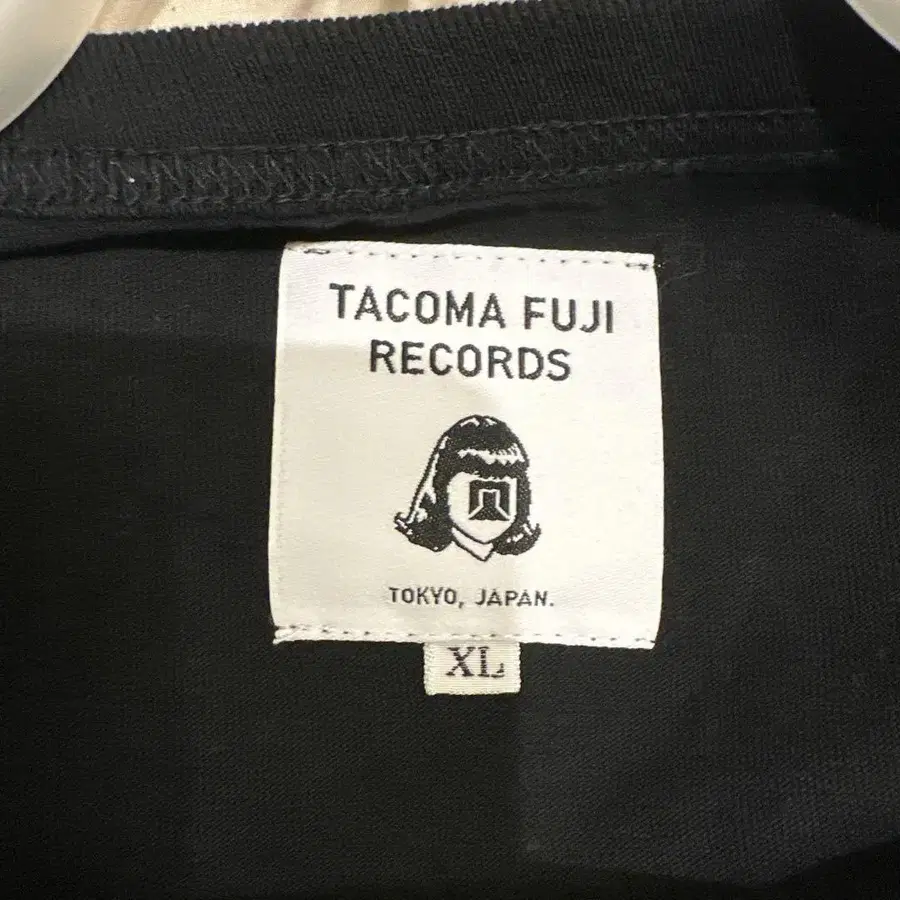 TACOMA FUJI
RECORDS
TOKYO, JAPAN.
XL